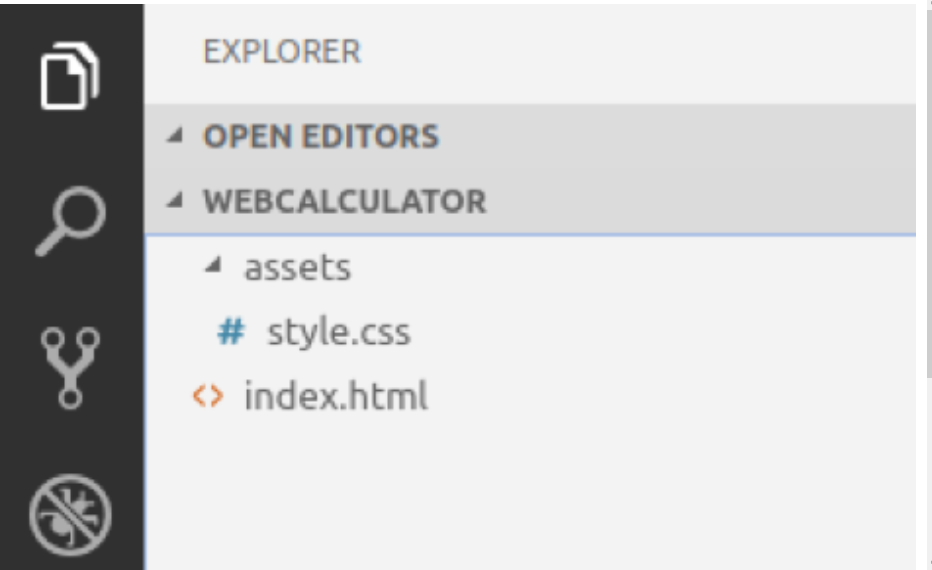 EXPLORER
OPEN EDITORS
WEBCALCULATOR
assets
# style.css
<> index.html